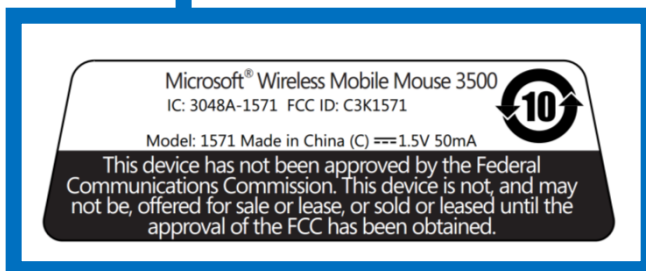 Microsoft® Wireless Mobile Mouse 3500
IC: 3048A-1571 FCC ID: C3K1571
10
Model: 1571 Made in China (C) ⎓1.5V 50mA
This device has not been approved by the Federal
Communications Commission. This device is not, and may
not be, offered for sale or lease, or sold or leased until the
approval of the FCC has been obtained.